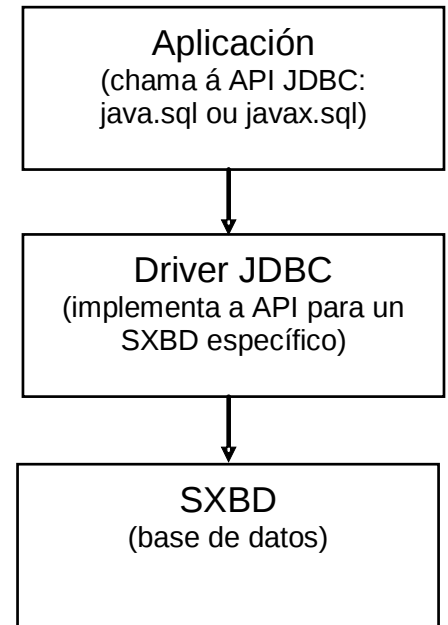 Aplicación
(chama á API JDBC:
java.sql ou javax.sql)
Driver JDBC
(implementa a API para un
SXBD específico)
SXBD
(base de datos)